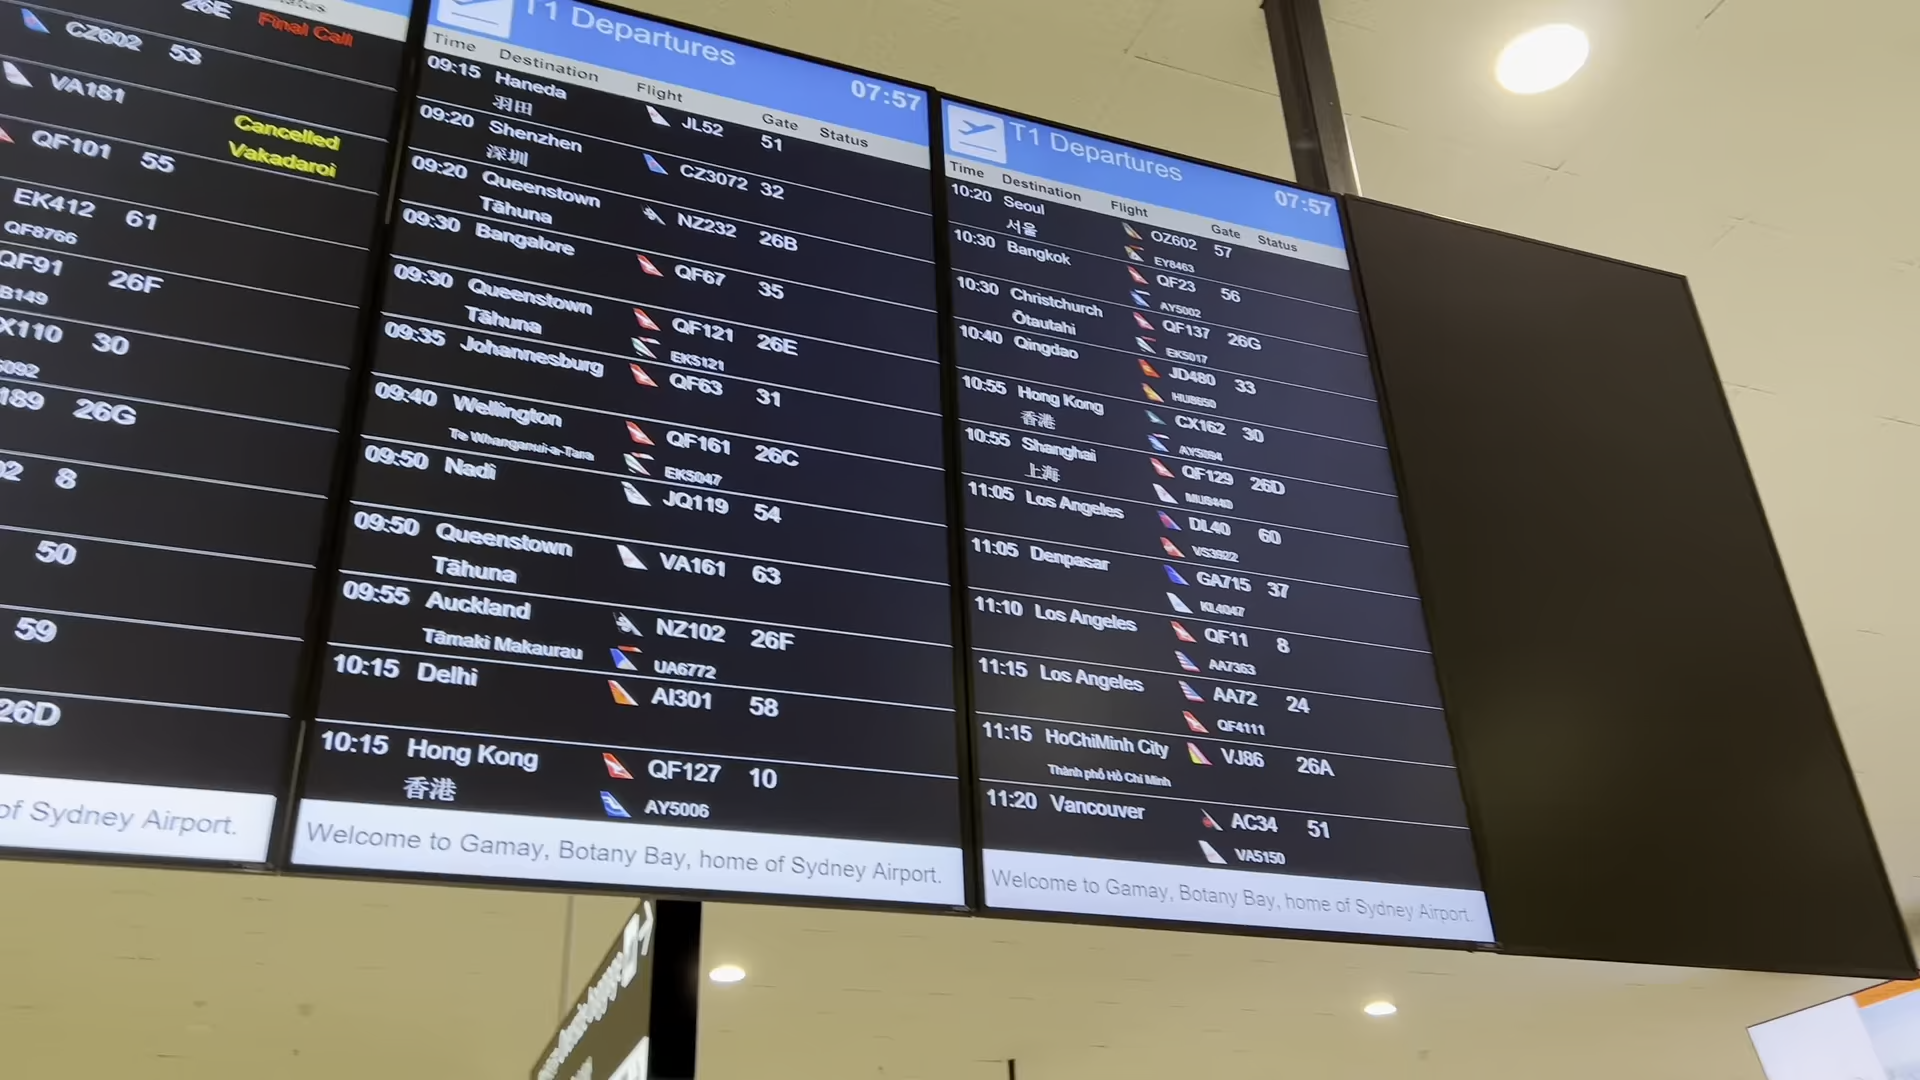 26E Final Call
CZ602 53
VA181
Cancelled
Vakadaroi
QF101 55
EK412 61
QF8766
QF91 26F
B149
X110 30
189 26G
8
50
59
26D
of Sydney Airport.
T1 Departures
07:57
Time Destination Flight Gate Status
09:15 Haneda JL52 51
羽田
09:20 Shenzhen CZ3072 32
深圳
09:20 Queenstown NZ232 26B
Tāhuna
09:30 Bangalore QF67 35
09:30 Queenstown QF121 26E
Tāhuna EK5121
09:35 Johannesburg QF63 31
09:40 Wellington QF161 26C
Te Whanganui-a-Tara EK5047
09:50 Nadi JQ119 54
09:50 Queenstown VA161 63
Tāhuna
09:55 Auckland NZ102 26F
Tāmaki Makaurau UA6772
10:15 Delhi AI301 58
10:15 Hong Kong QF127 10
香港 AY5006
Welcome to Gamay, Botany Bay, home of Sydney Airport.
T1 Departures
07:57
Time Destination Flight Gate Status
10:20 Seoul OZ602 57
서울 EY8463
10:30 Bangkok QF23 56
AY5002
10:30 Christchurch QF137 26G
Ōtautahi EK5017
10:40 Qingdao JD480 33
10:55 Hong Kong CX162 30
香港 AY5094
10:55 Shanghai QF129 26D
上海
11:05 Los Angeles DL40 60
VS3922
11:05 Denpasar GA715 37
KL4047
11:10 Los Angeles QF11 8
AA7363
11:15 Los Angeles AA72 24
QF4111
11:15 HoChiMinh City VJ86 26A
Thành phố Hồ Chí Minh
11:20 Vancouver AC34 51
VA5150
Welcome to Gamay, Botany Bay, home of Sydney Airport.